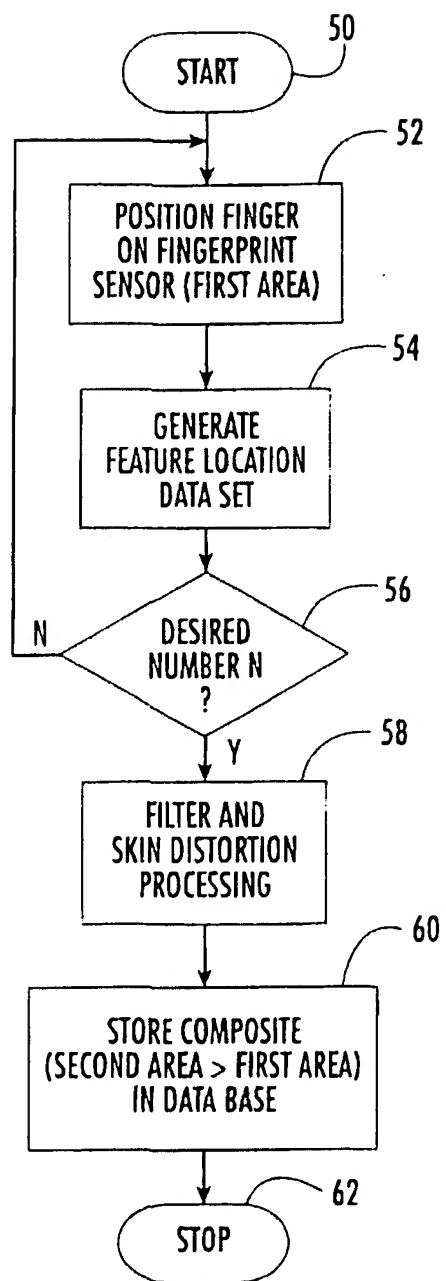 START
50
52
POSITION FINGER
ON FINGERPRINT
SENSOR (FIRST AREA)
54
GENERATE
FEATURE LOCATION
DATA SET
56
N
DESIRED
NUMBER N
?
Y
58
FILTER AND
SKIN DISTORTION
PROCESSING
60
STORE COMPOSITE
(SECOND AREA > FIRST AREA)
IN DATA BASE
62
STOP